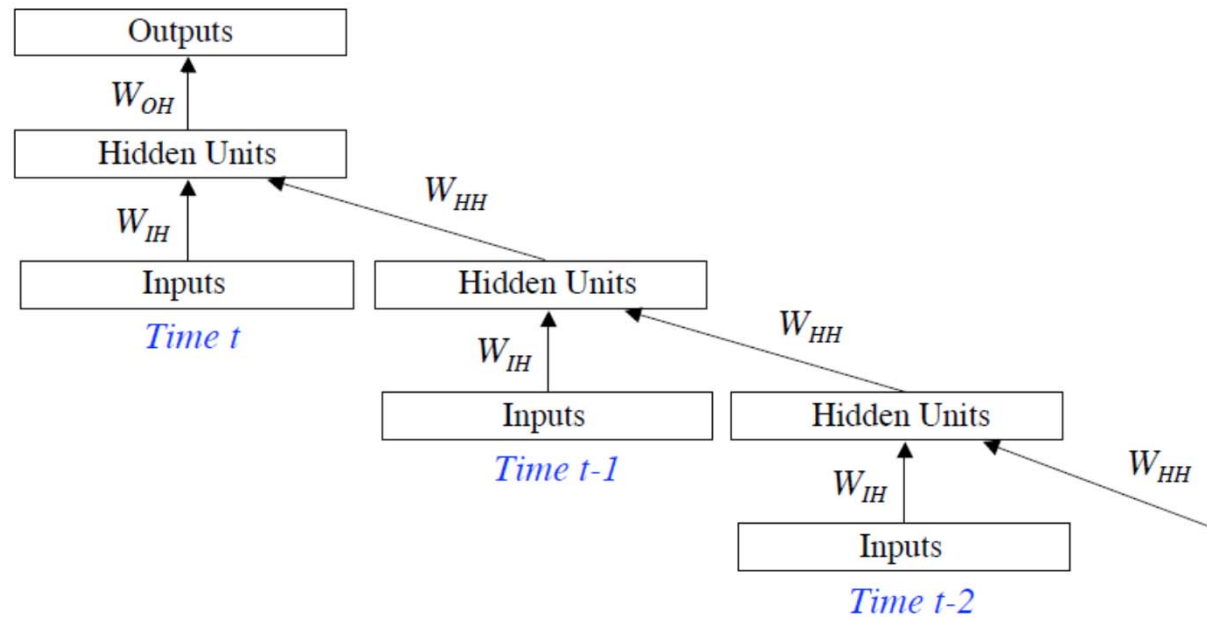 Outputs
W_OH
Hidden Units
W_HH
W_IH
Inputs
Hidden Units
Time t
W_HH
W_IH
Inputs
Hidden Units
Time t-1
W_HH
W_IH
Inputs
Time t-2